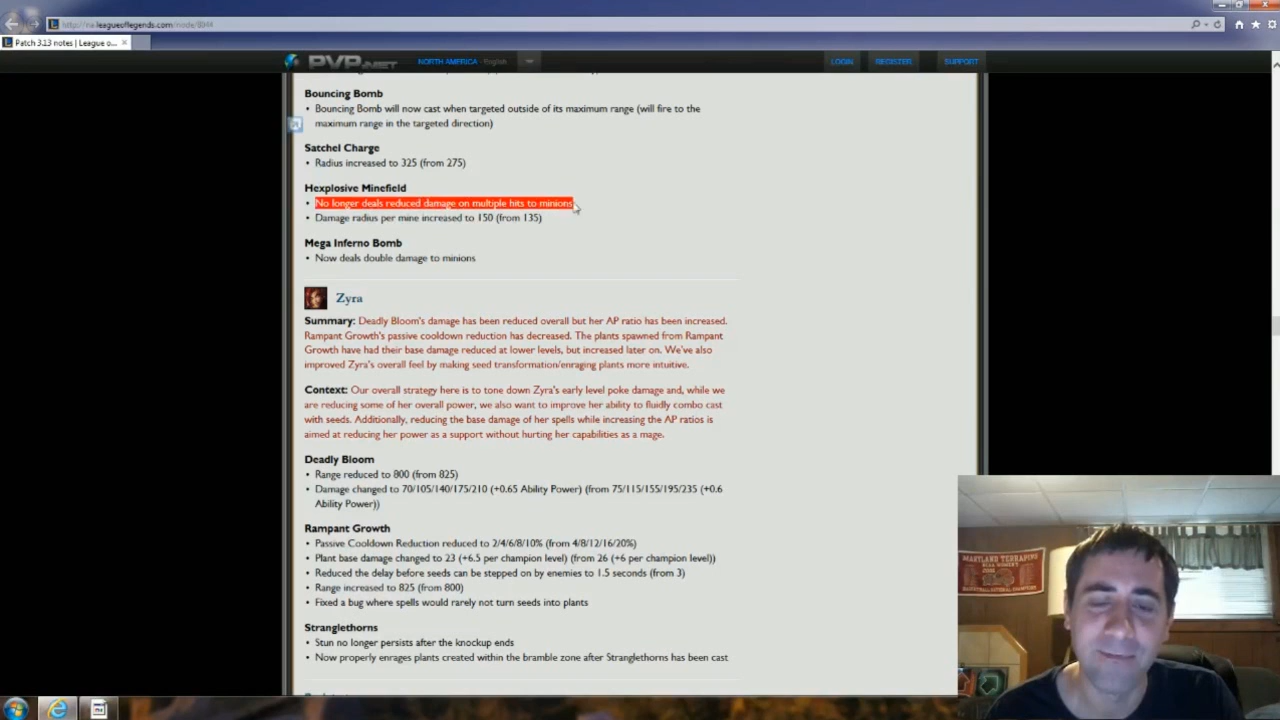 http://na.leagueoflegends.com/node/8044
Patch 3.13 notes | League o...
PVP.NET
NORTH AMERICA - English
LOGIN
REGISTER
SUPPORT
Bouncing Bomb
• Bouncing Bomb will now cast when targeted outside of its maximum range (will fire to the
maximum range in the targeted direction)
Satchel Charge
• Radius increased to 325 (from 275)
Hexplosive Minefield
• No longer deals reduced damage on multiple hits to minions
• Damage radius per mine increased to 150 (from 135)
Mega Inferno Bomb
• Now deals double damage to minions
Zyra
Summary: Deadly Bloom's damage has been reduced overall but her AP ratio has been increased.
Rampant Growth's passive cooldown reduction has decreased. The plants spawned from Rampant
Growth have had their base damage reduced at lower levels, but increased later on. We've also
improved Zyra's overall feel by making seed transformation/enraging plants more intuitive.
Context: Our overall strategy here is to tone down Zyra's early level poke damage and, while we
are reducing some of her overall power, we also want to improve her ability to fluidly combo cast
with seeds. Additionally, reducing the base damage of her spells while increasing the AP ratios is
aimed at reducing her power as a support without hurting her capabilities as a mage.
Deadly Bloom
• Range reduced to 800 (from 825)
• Damage changed to 70/105/140/175/210 (+0.65 Ability Power) (from 75/115/155/195/235 (+0.6
Ability Power))
Rampant Growth
• Passive Cooldown Reduction reduced to 2/4/6/8/10% (from 4/8/12/16/20%)
• Plant base damage changed to 23 (+6.5 per champion level) (from 26 (+6 per champion level))
• Reduced the delay before seeds can be stepped on by enemies to 1.5 seconds (from 3)
• Range increased to 825 (from 800)
• Fixed a bug where spells would rarely not turn seeds into plants
Stranglethorns
• Stun no longer persists after the knockup ends
• Now properly enrages plants created within the bramble zone after Stranglethorns has been cast
MARYLAND TERRAPINS